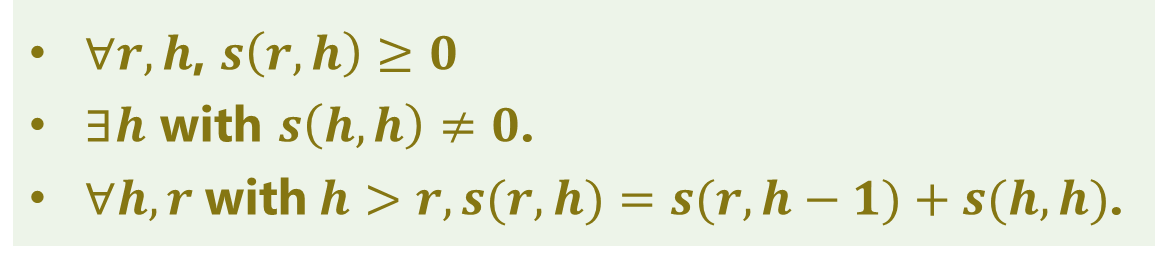 • ∀r, h, s(r, h) ≥ 0
• ∃h with s(h, h) ≠ 0.
• ∀h, r with h > r, s(r, h) = s(r, h − 1) + s(h, h).